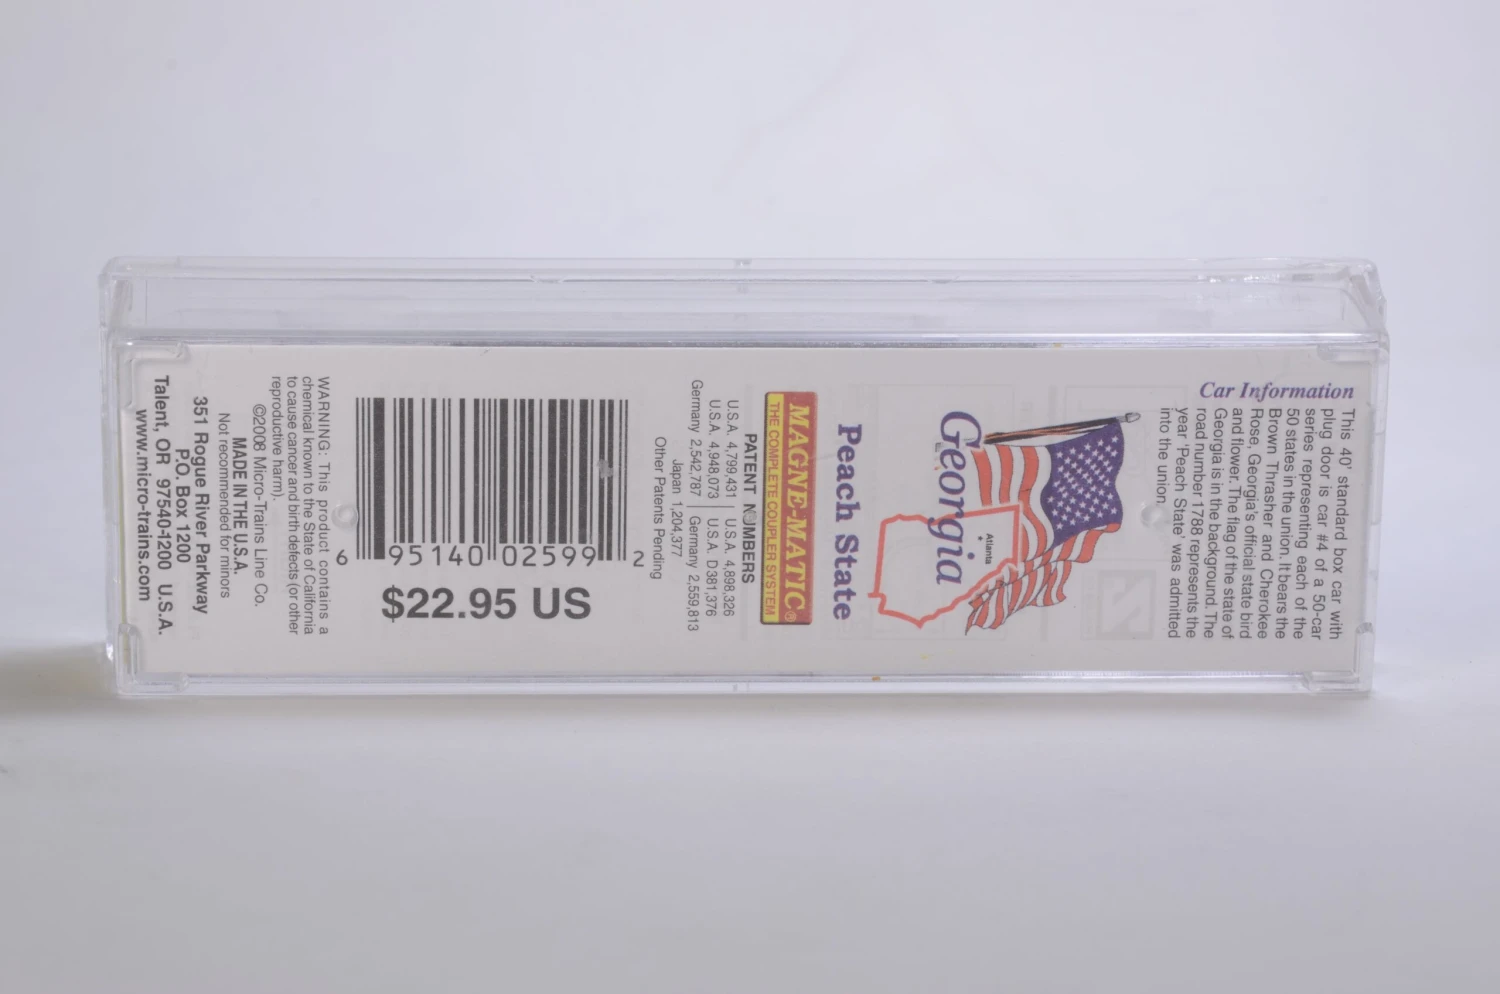 Car Information
This 40' standard box car with
plug door is car #4 of a 50-car
series representing each of the
50 states in the union. It bears the
Brown Thrasher and Cherokee
Rose, Georgia's official state bird
and flower. The flag of the state of
Georgia is in the background. The
road number 1788 represents the
year 'Peach State' was admitted
into the union.
Georgia
Atlanta
Peach State
MAGNE-MATIC®
THE COMPLETE COUPLER SYSTEM
PATENT NUMBERS
U.S.A. 4,799,431 | U.S.A. 4,898,326
U.S.A. 4,948,073 | U.S.A. D381,376
Germany 2,542,787 | Germany 2,559,813
Japan 1,204,377
Other Patents Pending
6 95140 02599 2
$22.95 US
WARNING: This product contains a
chemical known to the State of California
to cause cancer and birth defects (or other
reproductive harm).
©2008 Micro-Trains Line Co.
Not recommended for minors
MADE IN THE U.S.A.
351 Rogue River Parkway
P.O. Box 1200
Talent, OR 97540-1200 U.S.A.
www.micro-trains.com